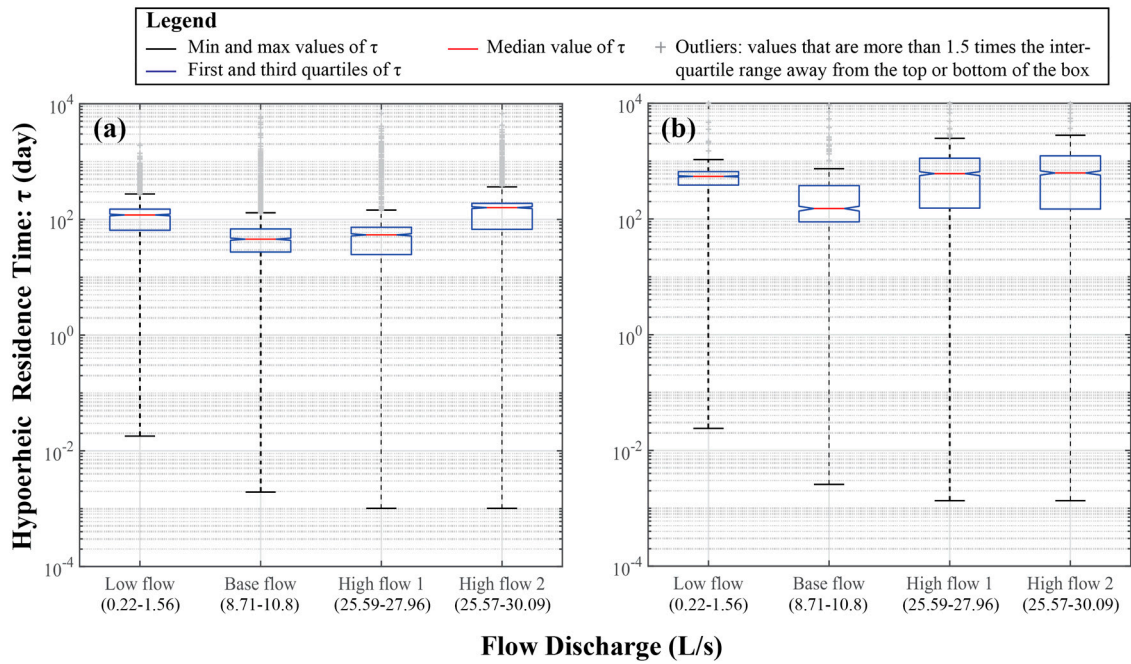 Legend
Min and max values of τ
First and third quartiles of τ
Median value of τ
Outliers: values that are more than 1.5 times the inter-
quartile range away from the top or bottom of the box
Hypoerheic Residence Time: τ (day)
(a)
10^4
10^2
10^0
10^-2
10^-4
Low flow
(0.22-1.56)
Base flow
(8.71-10.8)
High flow 1
(25.59-27.96)
High flow 2
(25.57-30.09)
(b)
10^4
10^2
10^0
10^-2
10^-4
Low flow
(0.22-1.56)
Base flow
(8.71-10.8)
High flow 1
(25.59-27.96)
High flow 2
(25.57-30.09)
Flow Discharge (L/s)